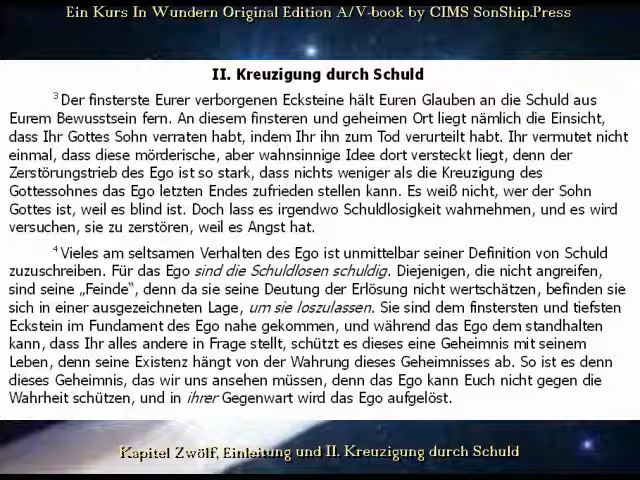 Ein Kurs In Wundern Original Edition A/V-book by CIMS SonShip.Press
II. Kreuzigung durch Schuld
3 Der finsterste Eurer verborgenen Ecksteine hält Euren Glauben an die Schuld aus
Eurem Bewusstsein fern. An diesem finsteren und geheimen Ort liegt nämlich die Einsicht,
dass Ihr Gottes Sohn verraten habt, indem Ihr ihn zum Tod verurteilt habt. Ihr vermutet nicht
einmal, dass diese mörderische, aber wahnsinnige Idee dort versteckt liegt, denn der
Zerstörungstrieb des Ego ist so stark, dass nichts weniger als die Kreuzigung des
Gottessohnes das Ego letzten Endes zufrieden stellen kann. Es weiß nicht, wer der Sohn
Gottes ist, weil es blind ist. Doch lass es irgendwo Schuldlosigkeit wahrnehmen, und es wird
versuchen, sie zu zerstören, weil es Angst hat.
4 Vieles am seltsamen Verhalten des Ego ist unmittelbar seiner Definition von Schuld
zuzuschreiben. Für das Ego sind die Schuldlosen schuldig. Diejenigen, die nicht angreifen,
sind seine „Feinde“, denn da sie seine Deutung der Erlösung nicht wertschätzen, befinden sie
sich in einer ausgezeichneten Lage, um sie loszulassen. Sie sind dem finstersten und tiefsten
Eckstein im Fundament des Ego nahe gekommen, und während das Ego dem standhalten
kann, dass Ihr alles andere in Frage stellt, schützt es dieses eine Geheimnis mit seinem
Leben, denn seine Existenz hängt von der Wahrung dieses Geheimnisses ab. So ist es denn
dieses Geheimnis, das wir uns ansehen müssen, denn das Ego kann Euch nicht gegen die
Wahrheit schützen, und in ihrer Gegenwart wird das Ego aufgelöst.
Kapitel Zwölf, Einleitung und II. Kreuzigung durch Schuld